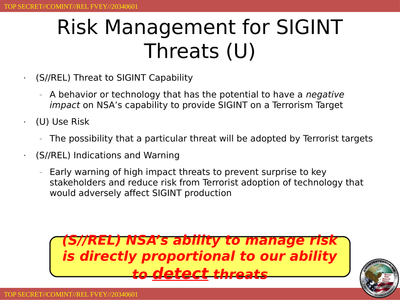 TOP SECRET//COMINT//REL FVEY//20340601
Risk Management for SIGINT
Threats (U)
· (S//REL) Threat to SIGINT Capability
- A behavior or technology that has the potential to have a negative
impact on NSA's capability to provide SIGINT on a Terrorism Target
· (U) Use Risk
- The possibility that a particular threat will be adopted by Terrorist targets
· (S//REL) Indications and Warning
- Early warning of high impact threats to prevent surprise to key
stakeholders and reduce risk from Terrorist adoption of technology that
would adversely affect SIGINT production
(S//REL) NSA's ability to manage risk
is directly proportional to our ability
to detect threats
TOP SECRET//COMINT//REL FVEY//20340601